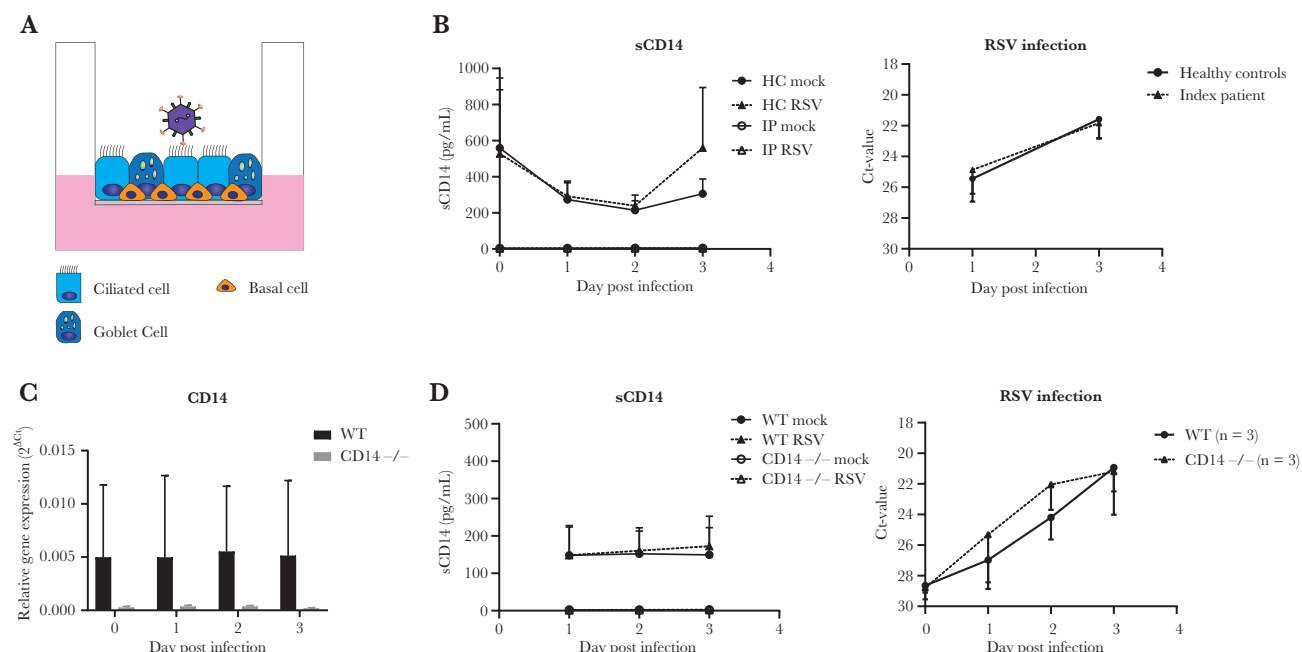 A
Ciliated cell
Basal cell
Goblet Cell
B
sCD14
1000
800
600
400
200
0
sCD14 (pg/mL)
0 1 2 3 4
Day post infection
HC mock
HC RSV
IP mock
IP RSV
RSV infection
18
20
22
24
26
28
30
Ct-value
0 1 2 3 4
Day post infection
Healthy controls
Index patient
C
CD14
WT
CD14 –/–
0.015
0.010
0.005
0.000
Relative gene expression (2^ΔCt)
0 1 2 3
Day post infection
D
sCD14
500
400
300
200
100
0
sCD14 (pg/mL)
0 1 2 3 4
Day post infection
WT mock
WT RSV
CD14 –/– mock
CD14 –/– RSV
RSV infection
18
20
22
24
26
28
30
Ct-value
0 1 2 3 4
Day post infection
WT (n = 3)
CD14 –/– (n = 3)